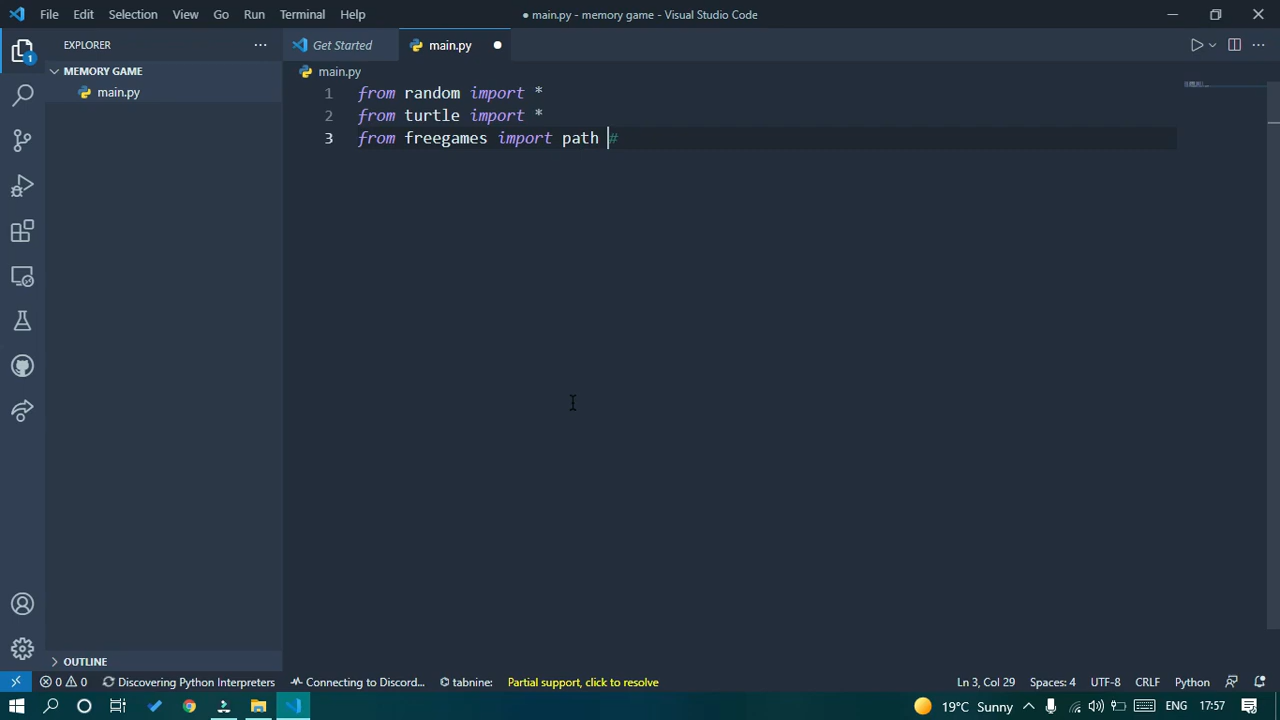 File Edit Selection View Go Run Terminal Help
● main.py - memory game - Visual Studio Code
EXPLORER
Get Started
main.py
MEMORY GAME
main.py
main.py
1 from random import *
2 from turtle import *
3 from freegames import path #
1
OUTLINE
0 0 Discovering Python Interpreters Connecting to Discord... tabnine: Partial support, click to resolve Ln 3, Col 29 Spaces: 4 UTF-8 CRLF Python
19°C Sunny ENG 17:57